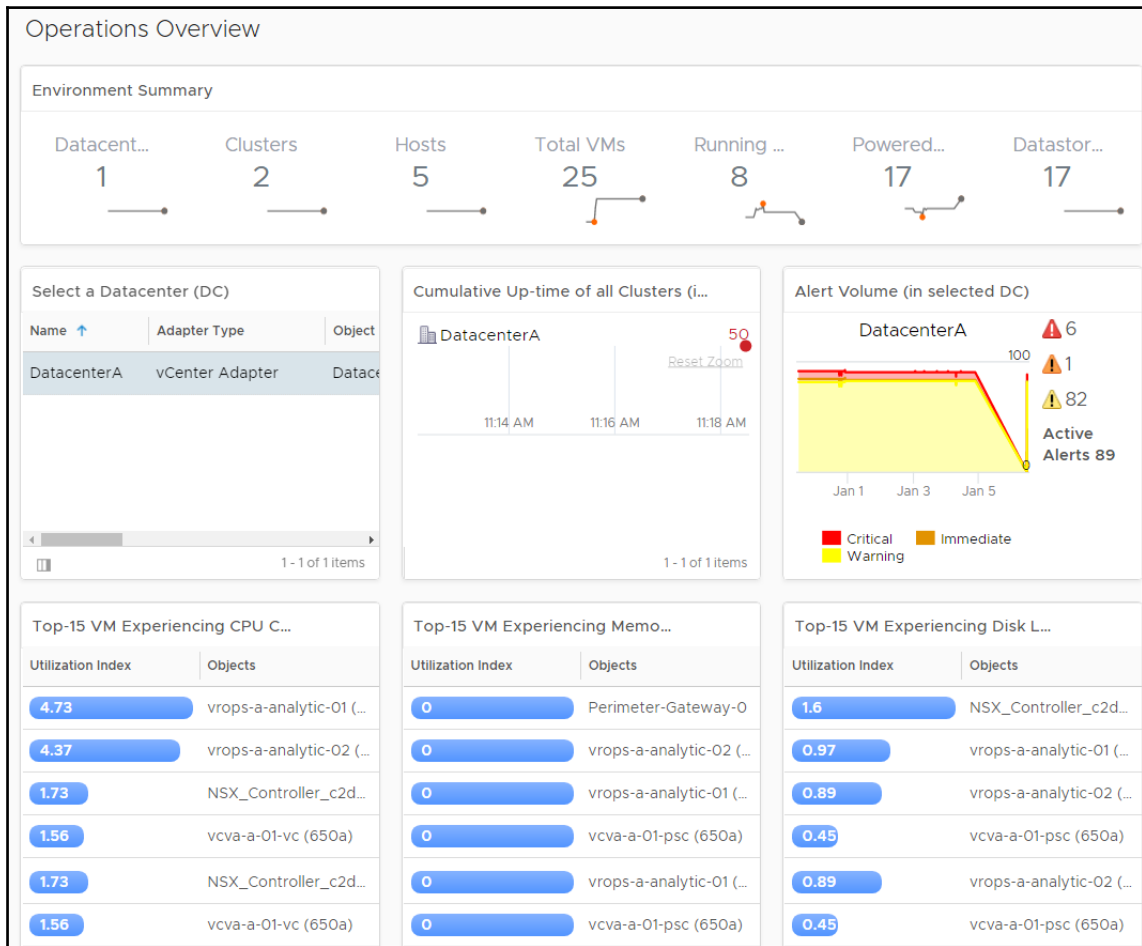 Operations Overview
Environment Summary
Datacent... Clusters Hosts Total VMs Running ... Powered... Datastor...
1 2 5 25 8 17 17
Select a Datacenter (DC)
Name Adapter Type Object
DatacenterA vCenter Adapter Datace
1 - 1 of 1 items
Cumulative Up-time of all Clusters (i...
DatacenterA 50
Reset Zoom
11:14 AM 11:16 AM 11:18 AM
1 - 1 of 1 items
Alert Volume (in selected DC)
DatacenterA
6
100
1
82
Active
Alerts 89
0
Jan 1 Jan 3 Jan 5
Critical Immediate
Warning
Top-15 VM Experiencing CPU C...
Utilization Index Objects
4.73 vrops-a-analytic-01 (...
4.37 vrops-a-analytic-02 (...
1.73 NSX_Controller_c2d...
1.56 vcva-a-01-vc (650a)
1.73 NSX_Controller_c2d...
1.56 vcva-a-01-vc (650a)
Top-15 VM Experiencing Memo...
Utilization Index Objects
0 Perimeter-Gateway-0
0 vrops-a-analytic-02 (...
0 vrops-a-analytic-01 (...
0 vcva-a-01-psc (650a)
0 vrops-a-analytic-01 (...
0 vcva-a-01-psc (650a)
Top-15 VM Experiencing Disk L...
Utilization Index Objects
1.6 NSX_Controller_c2d...
0.97 vrops-a-analytic-01 (...
0.89 vrops-a-analytic-02 (...
0.45 vcva-a-01-psc (650a)
0.89 vrops-a-analytic-02 (...
0.45 vcva-a-01-psc (650a)